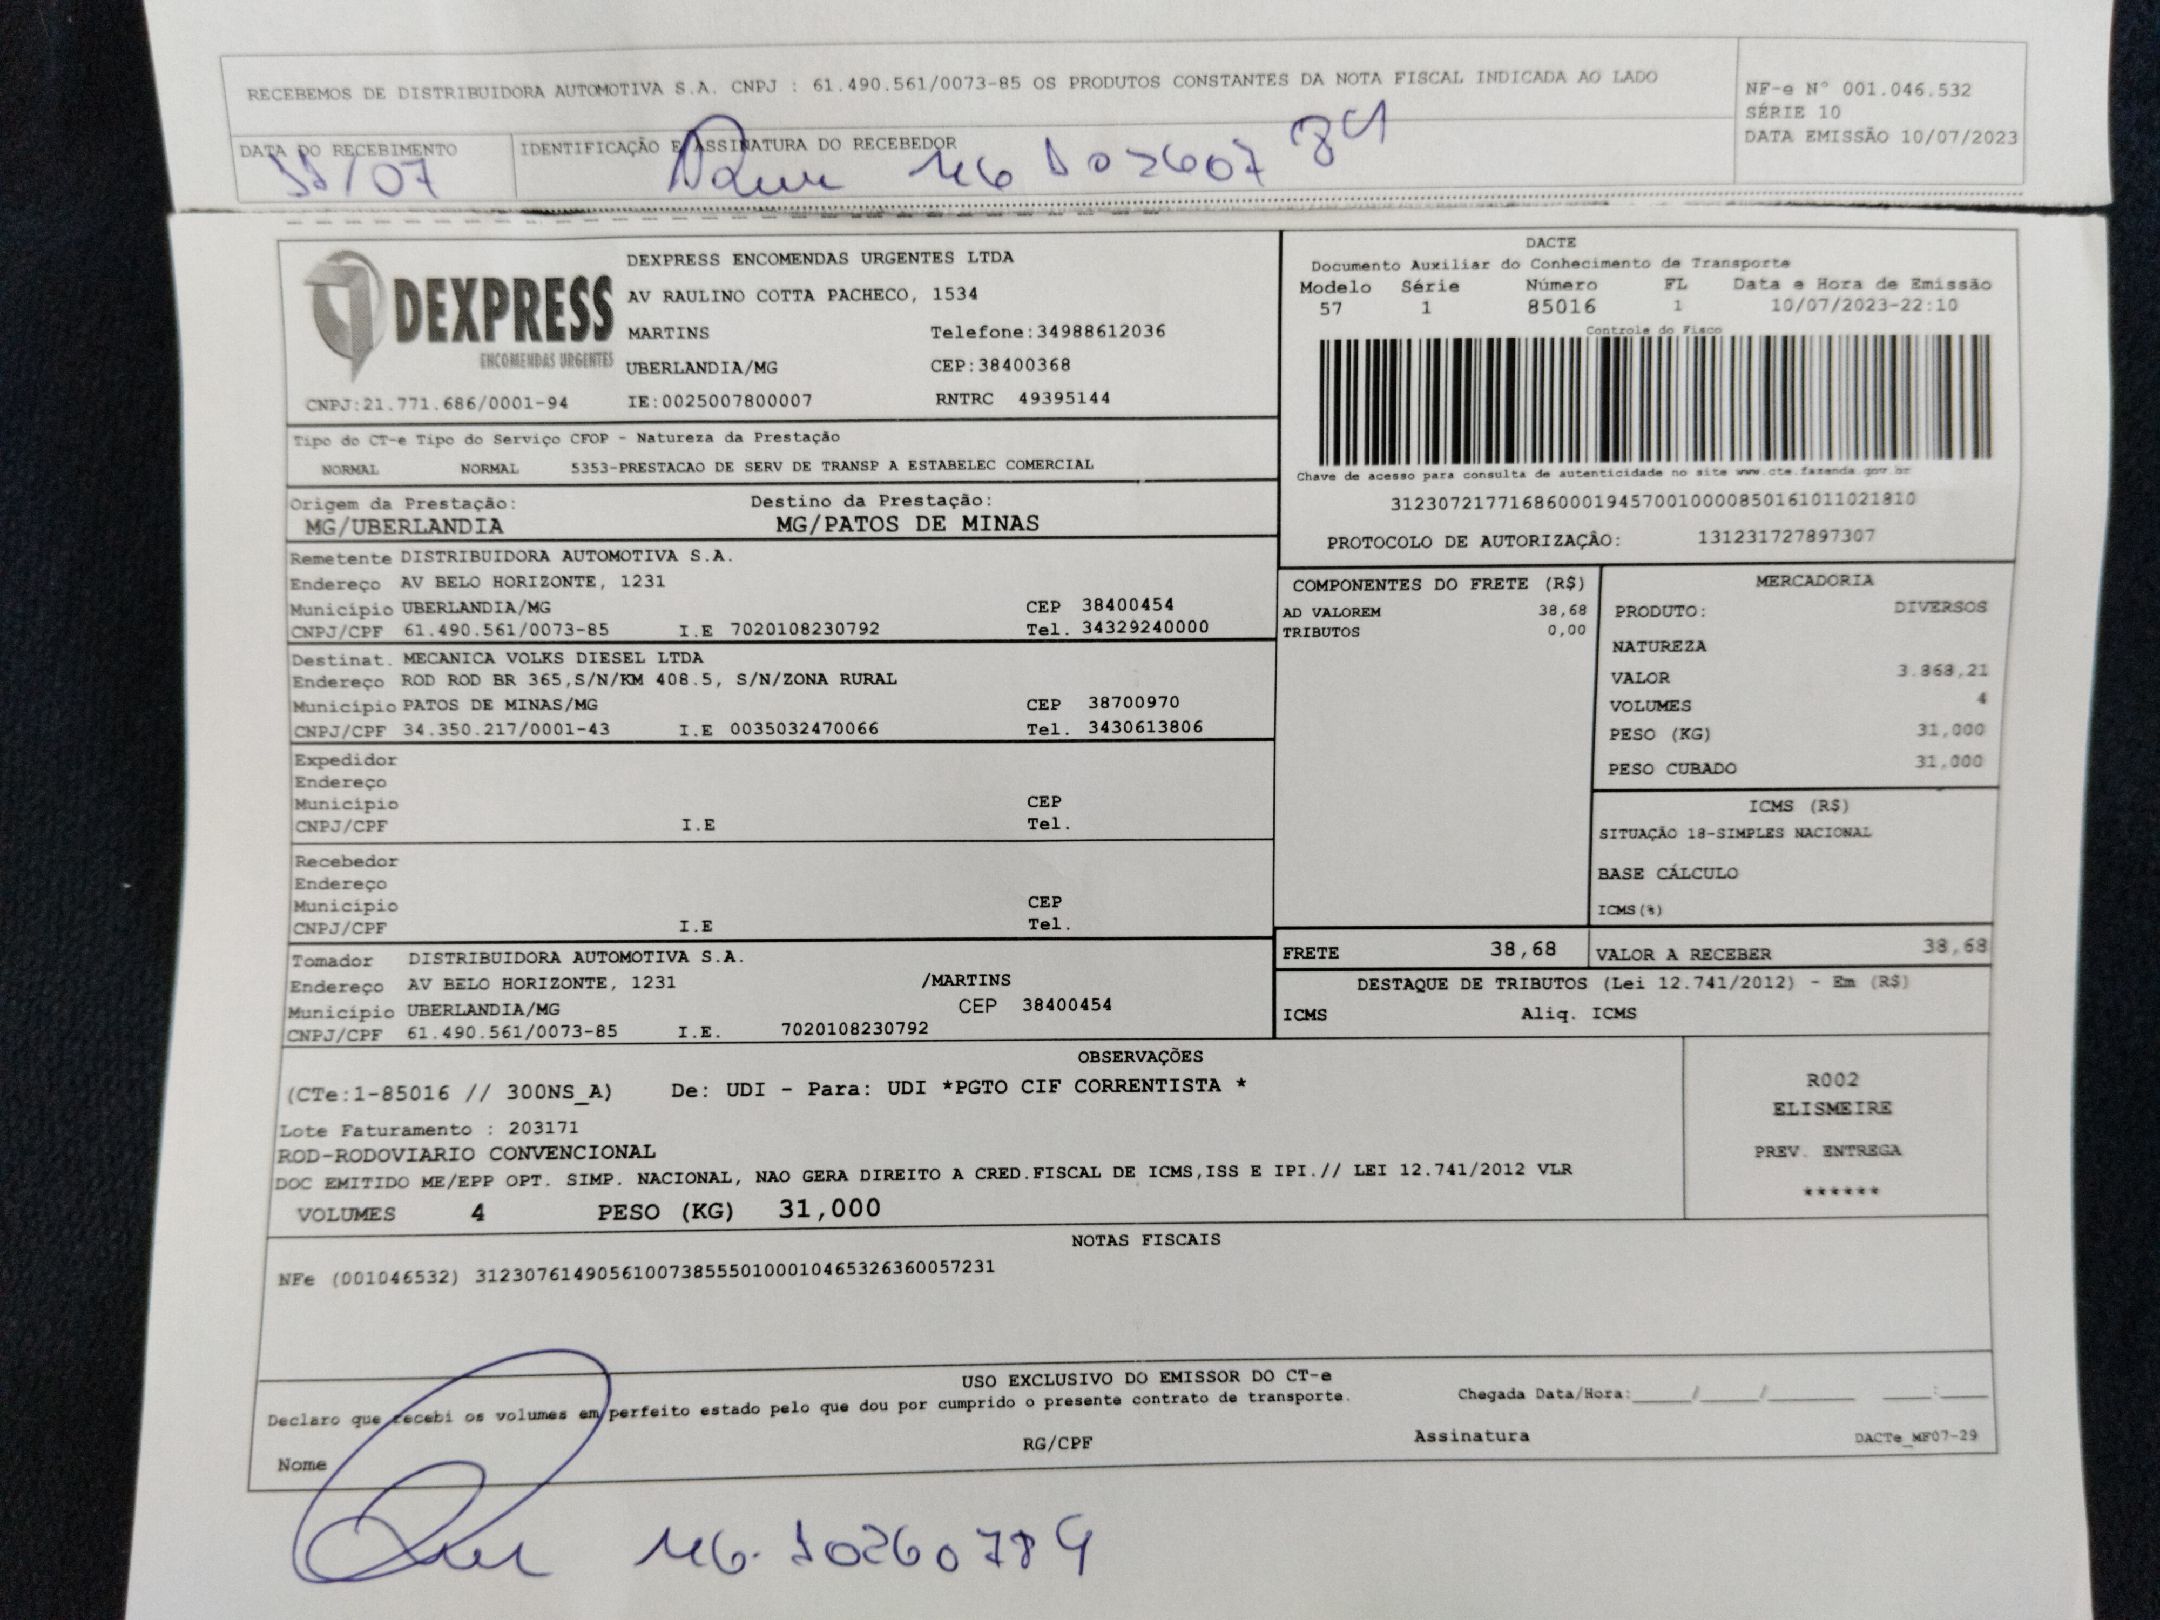 RECEBEMOS DE DISTRIBUIDORA AUTOMOTIVA S.A. CNPJ : 61.490.561/0073-85 OS PRODUTOS CONSTANTES DA NOTA FISCAL INDICADA AO LADO
NF-e N° 001.046.532
SÉRIE 10
DATA EMISSÃO 10/07/2023
DATA DO RECEBIMENTO
IDENTIFICAÇÃO E ASSINATURA DO RECEBEDOR
11/07
MG 10260789
DEXPRESS
ENCOMENDAS URGENTES
DEXPRESS ENCOMENDAS URGENTES LTDA
AV RAULINO COTTA PACHECO, 1534
MARTINS Telefone:34988612036
UBERLANDIA/MG CEP:38400368
CNPJ:21.771.686/0001-94 IE:0025007800007 RNTRC 49395144
DACTE
Documento Auxiliar do Conhecimento de Transporte
Modelo Série Número FL Data e Hora de Emissão
57 1 85016 1 10/07/2023-22:10
Controle do Fisco
Chave de acesso para consulta de autenticidade no site www.cte.fazenda.gov.br
31230721771686000194570010000850161011021810
PROTOCOLO DE AUTORIZAÇÃO: 131231727897307
Tipo do CT-e Tipo do Serviço CFOP - Natureza da Prestação
NORMAL NORMAL 5353-PRESTACAO DE SERV DE TRANSP A ESTABELEC COMERCIAL
Origem da Prestação: Destino da Prestação:
MG/UBERLANDIA MG/PATOS DE MINAS
Remetente DISTRIBUIDORA AUTOMOTIVA S.A.
Endereço AV BELO HORIZONTE, 1231
Município UBERLANDIA/MG CEP 38400454
CNPJ/CPF 61.490.561/0073-85 I.E 7020108230792 Tel. 34329240000
Destinat. MECANICA VOLKS DIESEL LTDA
Endereço ROD ROD BR 365,S/N/KM 408.5, S/N/ZONA RURAL
Município PATOS DE MINAS/MG CEP 38700970
CNPJ/CPF 34.350.217/0001-43 I.E 0035032470066 Tel. 3430613806
Expedidor
Endereço
Município CEP
CNPJ/CPF I.E Tel.
Recebedor
Endereço
Município CEP
CNPJ/CPF I.E Tel.
Tomador DISTRIBUIDORA AUTOMOTIVA S.A.
Endereço AV BELO HORIZONTE, 1231 /MARTINS
Município UBERLANDIA/MG CEP 38400454
CNPJ/CPF 61.490.561/0073-85 I.E. 7020108230792
COMPONENTES DO FRETE (R$)
AD VALOREM 38,68
TRIBUTOS 0,00
MERCADORIA
PRODUTO: DIVERSOS
NATUREZA
VALOR 3.868,21
VOLUMES 4
PESO (KG) 31,000
PESO CUBADO 31,000
ICMS (R$)
SITUAÇÃO 18-SIMPLES NACIONAL
BASE CÁLCULO
ICMS(%)
FRETE 38,68 VALOR A RECEBER 38,68
DESTAQUE DE TRIBUTOS (Lei 12.741/2012) - Em (R$)
ICMS Aliq. ICMS
OBSERVAÇÕES
(CTe:1-85016 // 300NS_A) De: UDI - Para: UDI *PGTO CIF CORRENTISTA *
Lote Faturamento : 203171
ROD-RODOVIARIO CONVENCIONAL
DOC EMITIDO ME/EPP OPT. SIMP. NACIONAL, NAO GERA DIREITO A CRED.FISCAL DE ICMS,ISS E IPI.// LEI 12.741/2012 VLR
VOLUMES 4 PESO (KG) 31,000
R002
ELISMEIRE
PREV. ENTREGA
******
NOTAS FISCAIS
NFe (001046532) 31230761490561007385550100010465326360057231
USO EXCLUSIVO DO EMISSOR DO CT-e
Declaro que recebi os volumes em perfeito estado pelo que dou por cumprido o presente contrato de transporte.
Chegada Data/Hora:____/____/______ ____:____
Nome RG/CPF Assinatura DACTe_MF07-29
MG. 10260789